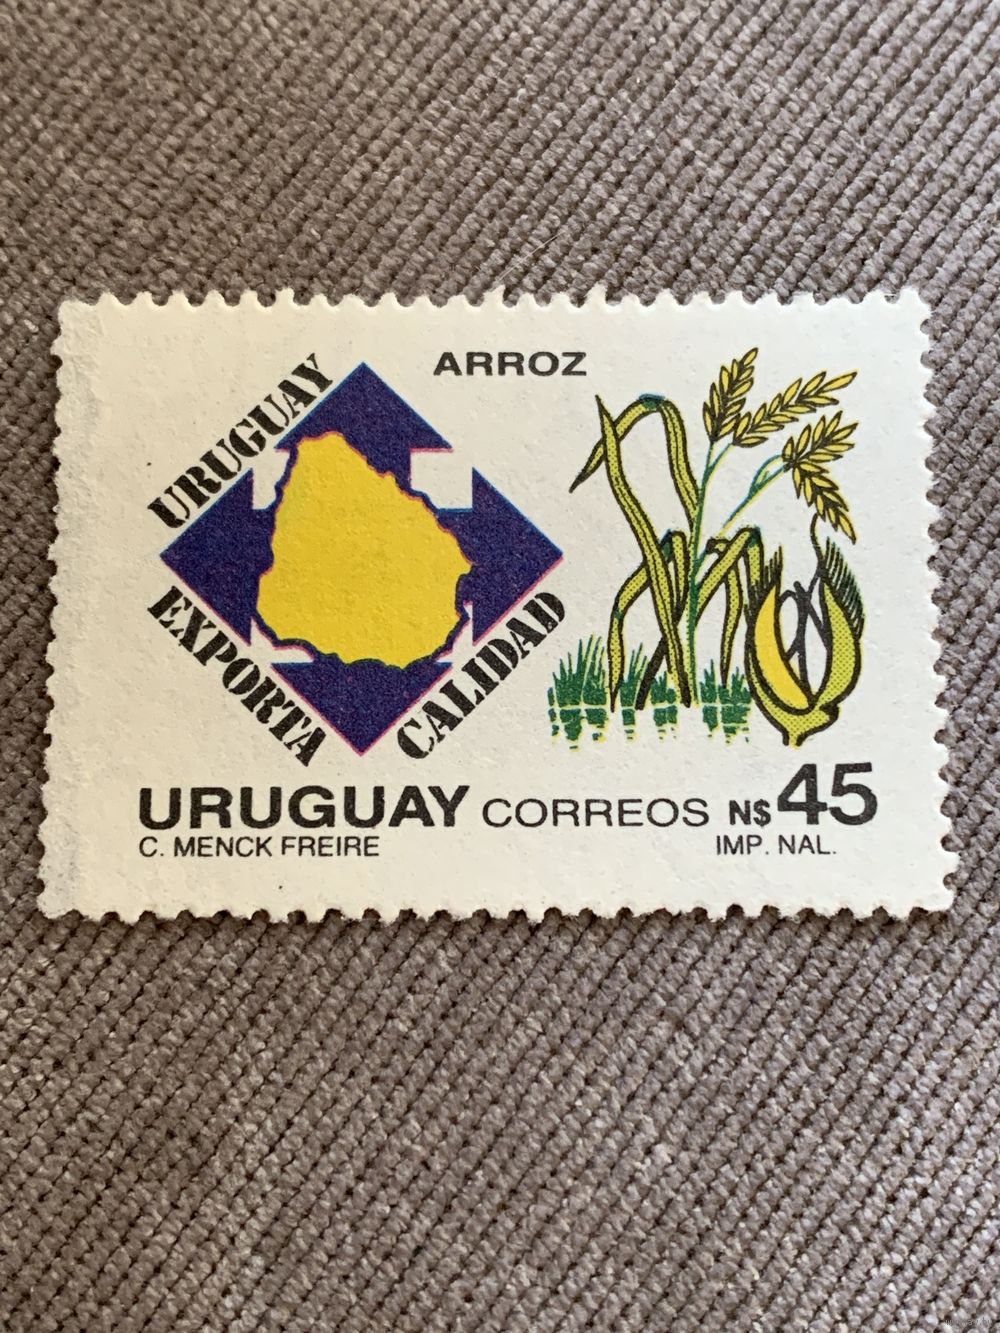 ARROZ
URUGUAY
EXPORTA
CALIDAD
URUGUAY CORREOS N$45
C. MENCK FREIRE IMP. NAL.